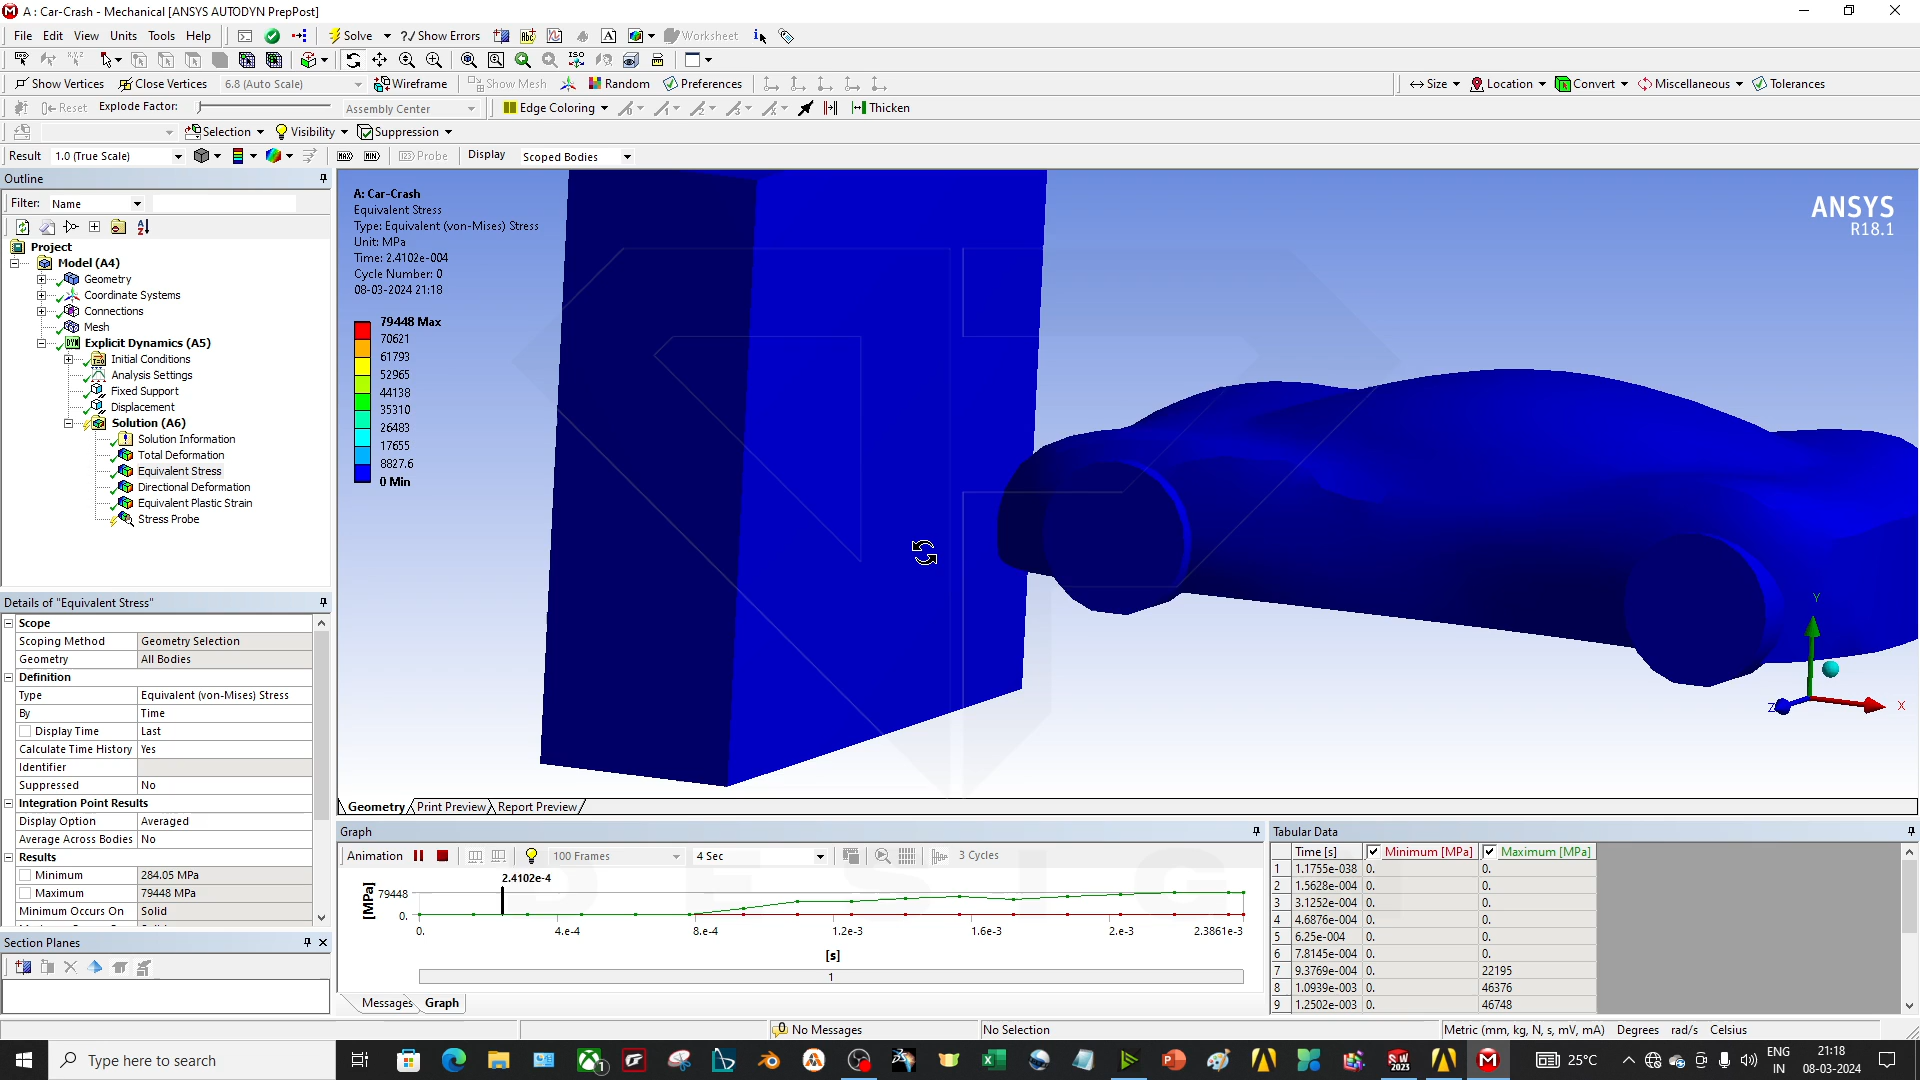 A : Car-Crash - Mechanical [ANSYS AUTODYN PrepPost]
File Edit View Units Tools Help Solve ?/ Show Errors Worksheet
Show Vertices Close Vertices 6.8 (Auto Scale) Wireframe Show Mesh Random Preferences Size Location Convert Miscellaneous Tolerances
Reset Explode Factor: Assembly Center Edge Coloring Thicken
Selection Visibility Suppression
Result 1.0 (True Scale) MAX MIN Probe Display Scoped Bodies
Outline
Filter: Name
Project
Model (A4)
Geometry
Coordinate Systems
Connections
Mesh
Explicit Dynamics (A5)
Initial Conditions
Analysis Settings
Fixed Support
Displacement
Solution (A6)
Solution Information
Total Deformation
Equivalent Stress
Directional Deformation
Equivalent Plastic Strain
Stress Probe
Details of "Equivalent Stress"
Scope
Scoping Method Geometry Selection
Geometry All Bodies
Definition
Type Equivalent (von-Mises) Stress
By Time
Display Time Last
Calculate Time History Yes
Identifier
Suppressed No
Integration Point Results
Display Option Averaged
Average Across Bodies No
Results
Minimum 284.05 MPa
Maximum 79448 MPa
Minimum Occurs On Solid
Section Planes
A: Car-Crash
Equivalent Stress
Type: Equivalent (von-Mises) Stress
Unit: MPa
Time: 2.4102e-004
Cycle Number: 0
08-03-2024 21:18
79448 Max
70621
61793
52965
44138
35310
26483
17655
8827.6
0 Min
ANSYS
R18.1
Y
X
Z
Geometry Print Preview Report Preview
Graph
Animation 100 Frames 4 Sec 3 Cycles
2.4102e-4
[MPa]
79448
0.
0. 4.e-4 8.e-4 1.2e-3 1.6e-3 2.e-3 2.3861e-3
[s]
1
Messages Graph
Tabular Data
Time [s] Minimum [MPa] Maximum [MPa]
1 1.1755e-038 0. 0.
2 1.5628e-004 0. 0.
3 3.1252e-004 0. 0.
4 4.6876e-004 0. 0.
5 6.25e-004 0. 0.
6 7.8145e-004 0. 0.
7 9.3769e-004 0. 22195
8 1.0939e-003 0. 46376
9 1.2502e-003 0. 46748
0 No Messages No Selection Metric (mm, kg, N, s, mV, mA) Degrees rad/s Celsius
Type here to search
25°C
ENG
IN
21:18
08-03-2024
DESIG